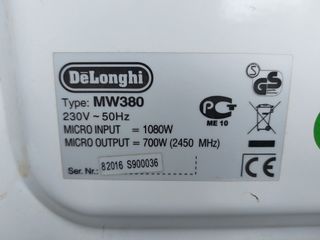 DeLonghi
Type: MW380
230V ~ 50Hz
MICRO INPUT = 1080W
MICRO OUTPUT = 700W (2450 MHz)
Ser. Nr.: 82016 S900036
S
GS
PCT
ME 10
CE